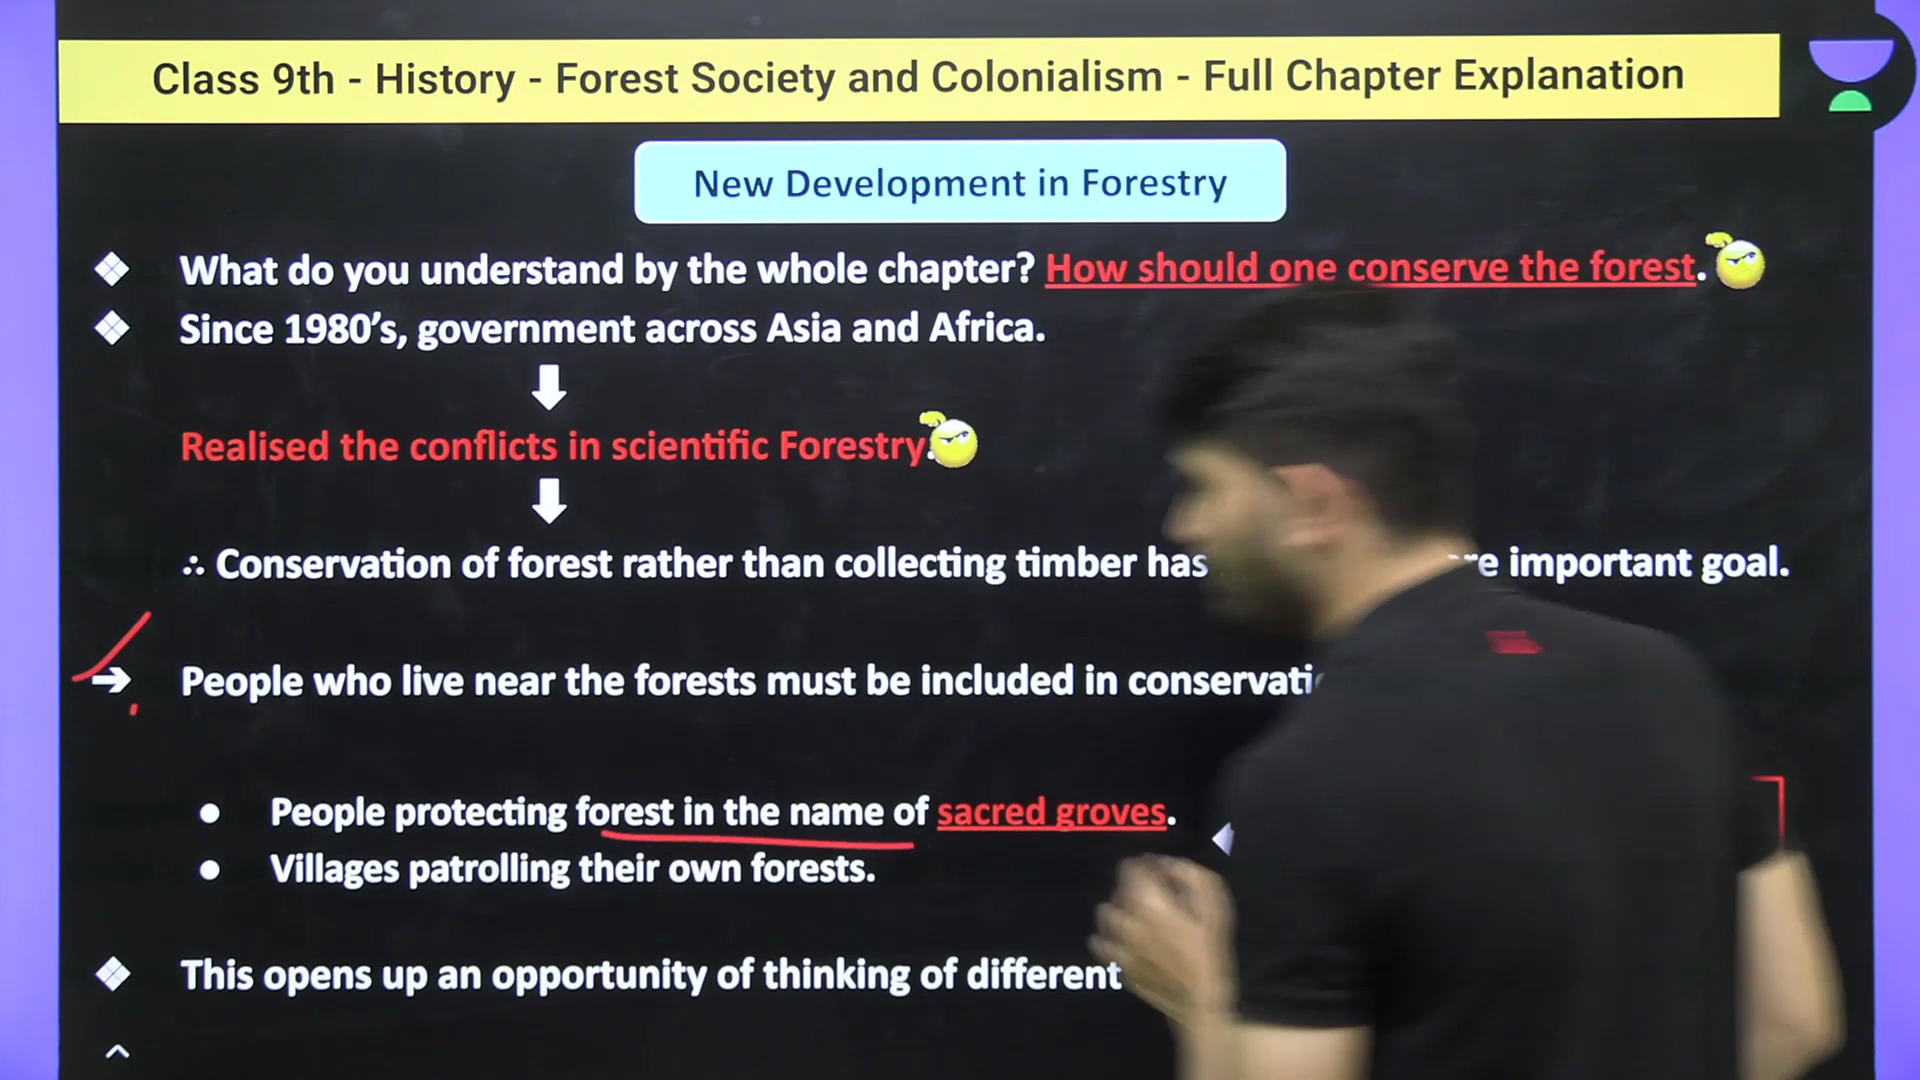 Class 9th - History - Forest Society and Colonialism - Full Chapter Explanation
New Development in Forestry
What do you understand by the whole chapter? How should one conserve the forest.
Since 1980's, government across Asia and Africa.
Realised the conflicts in scientific Forestry.
∴ Conservation of forest rather than collecting timber has important goal.
People who live near the forests must be included in
People protecting forest in the name of sacred groves.
Villages patrolling their own forests.
This opens up an opportunity of thinking of different